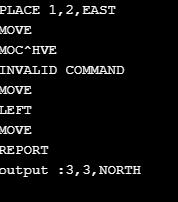 PLACE 1,2,EAST
MOVE
MOC^HVE
INVALID COMMAND
MOVE
LEFT
MOVE
REPORT
output :3,3,NORTH